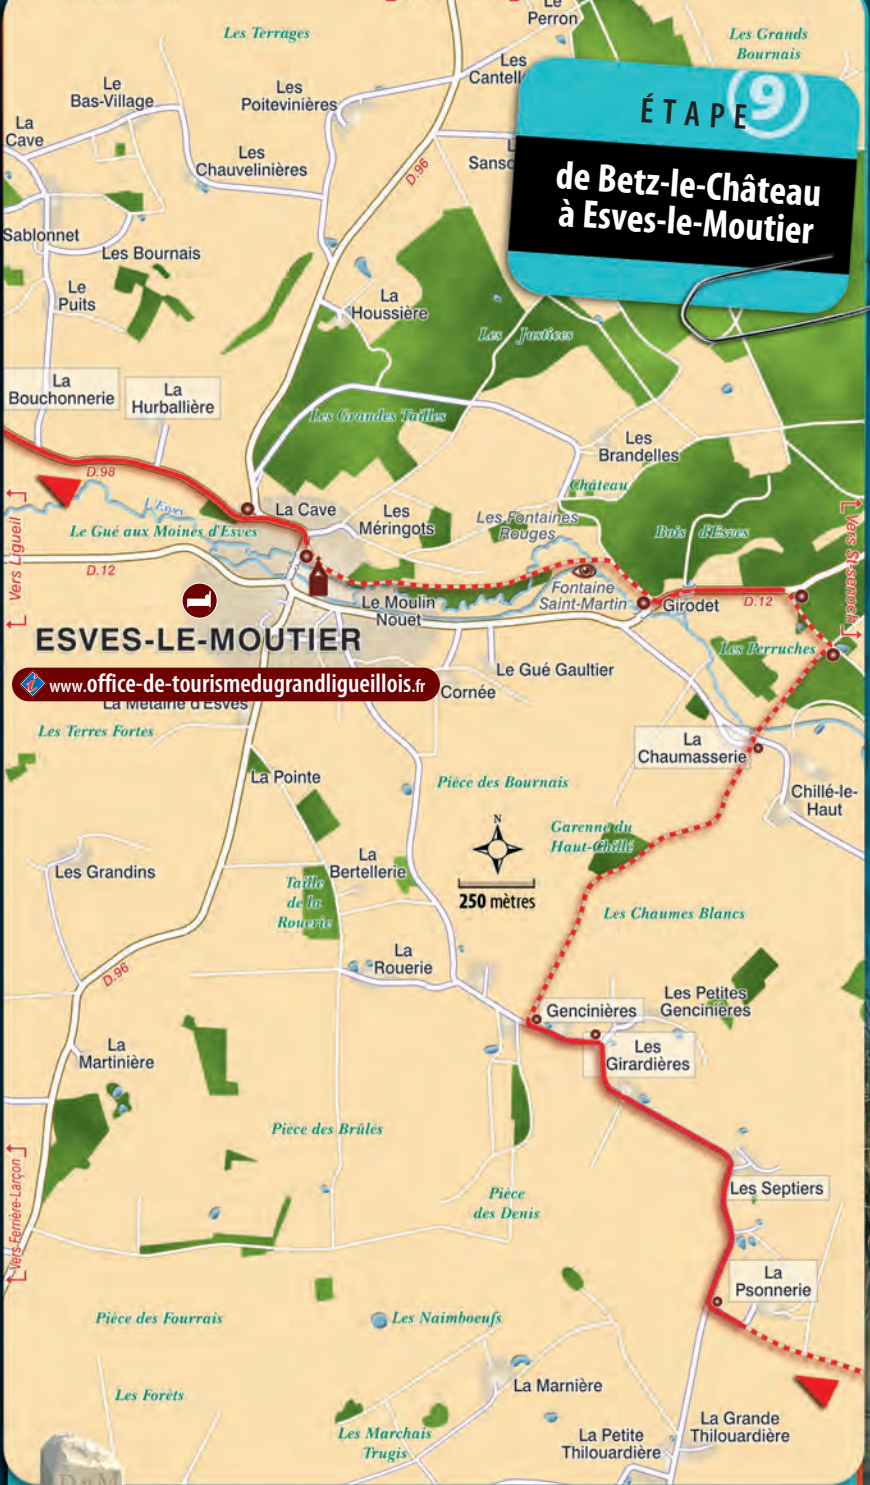 Le
Perron
Les Terrages
Les Grands
Bournais
Les
ÉTAPE 9
Le
Bas-Village
Les
Poitevinières
La
Cave
Les
Chauvelinières
D.96
de Betz-le-Château
à Esves-le-Moutier
Sablonnet
Les Bournais
Le
Puits
La
Houssière
Les Justices
La
Bouchonnerie
La
Hurballière
Les Grandes Tailles
Les
Brandelles
D.98
Château
L'Esves
La Cave
Les
Méringots
Les Fontaines
Rouges
Bois d'Esves
Le Gué aux Moines d'Esves
Vers Ligueil
Vers St-senoch
D.12
Fontaine
Saint-Martin
Girodet
D.12
Le Moulin
Nouet
ESVES-LE-MOUTIER
Les Perruches
Le Gué Gaultier
www.office-de-tourismedugrandligueillois.fr
Cornée
La Métairie d'Esves
Les Terres Fortes
La
Chaumasserie
La Pointe
Pièce des Bournais
Chillé-le-
Haut
N
Garenne du
Haut-Chillé
Les Grandins
La
Bertellerie
250 mètres
Taille
de la
Rouerie
Les Chaumes Blancs
La
Rouerie
D.96
Gencinières
Les Petites
Gencinières
La
Martinière
Les
Girardières
Pièce des Brûlés
Vers-Ferrière-Larçon
Pièce
des Denis
Les Septiers
La
Psonnerie
Pièce des Fourrais
Les Naimboeufs
Les Forêts
La Marnière
Les Marchais
Trugis
La Petite
Thilouardière
La Grande
Thilouardière